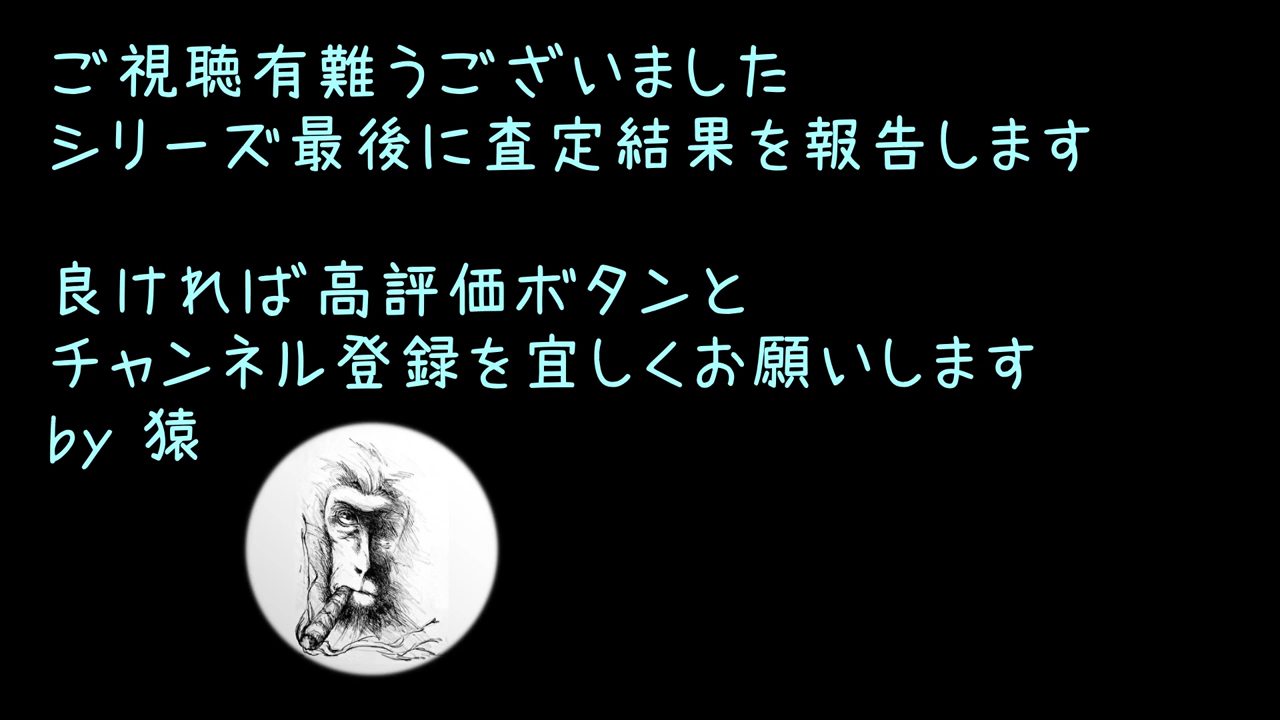 ご視聴有難うございました
シリーズ最後に査定結果を報告します
良ければ高評価ボタンと
チャンネル登録を宜しくお願いします
by 猿